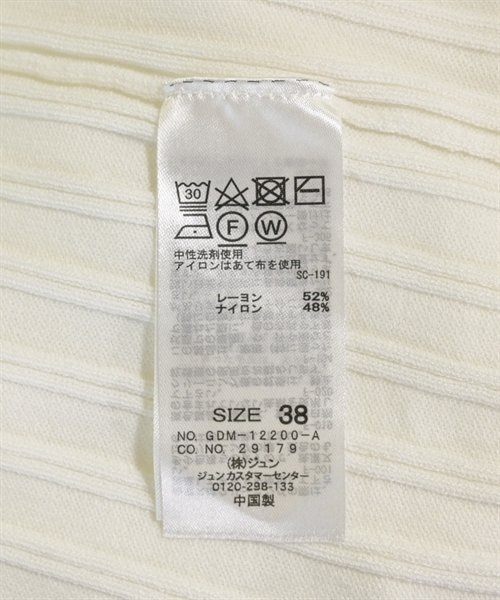 30
F W
中性洗剤使用
アイロンはあて布を使用
SC-191
レーヨン 52%
ナイロン 48%
SIZE 38
NO. GDM-12200-A
CO. NO. 29179
(株)ジュン
ジュンカスタマーセンター
0120-298-133
中国製